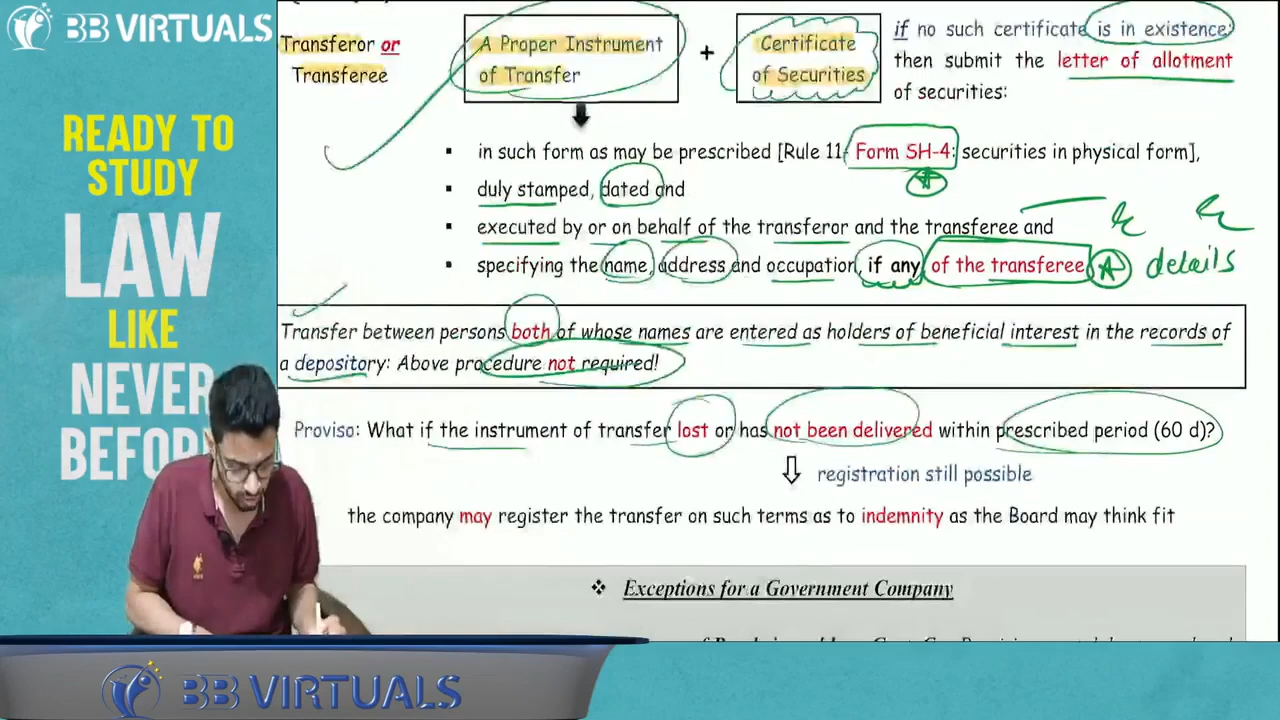 BB VIRTUALS
READY TO
STUDY
LAW
LIKE
NEVER
Transferor or
Transferee
A Proper Instrument
of Transfer
+
Certificate
of Securities
if no such certificate is in existence:
then submit the letter of allotment
of securities:
▪ in such form as may be prescribed [Rule 11- Form SH-4: securities in physical form],
▪ duly stamped, dated and
▪ executed by or on behalf of the transferor and the transferee and
▪ specifying the name, address and occupation, if any of the transferee
details
Transfer between persons both of whose names are entered as holders of beneficial interest in the records of
a depository: Above procedure not required!
Proviso: What if the instrument of transfer lost or has not been delivered within prescribed period (60 d)?
registration still possible
the company may register the transfer on such terms as to indemnity as the Board may think fit
❖ Exceptions for a Government Company
BB VIRTUALS